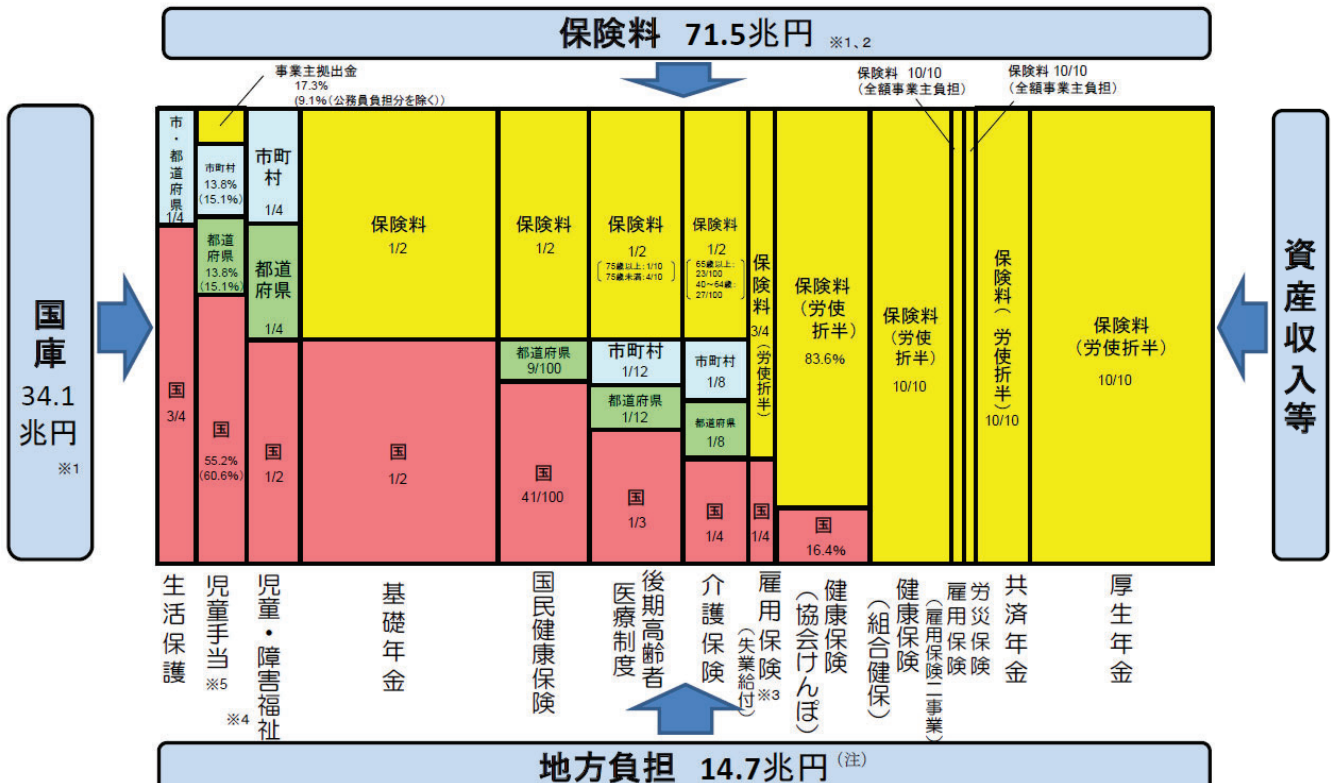 保険料 71.5兆円 ※1、2
事業主拠出金
17.3%
(9.1%(公務員負担分を除く))
保険料 10/10
(全額事業主負担)
保険料 10/10
(全額事業主負担)
国庫
34.1
兆円
※1
資産収入等
市・都道府県
1/4
国
3/4
市町村
13.8%
(15.1%)
都道
府県
13.8%
(15.1%)
国
55.2%
(60.6%)
市町
村
1/4
都道
府県
1/4
国
1/2
保険料
1/2
国
1/2
保険料
1/2
都道府県
9/100
国
41/100
保険料
1/2
75歳以上:1/10
75歳未満:4/10
市町村
1/12
都道府県
1/12
国
1/3
保険料
1/2
65歳以上:
23/100
40~64歳:
27/100
市町村
1/8
都道府県
1/8
国
1/4
保険料
3/4
(労使折半)
国
1/4
保険料
(労使
折半)
83.6%
国
16.4%
保険料
(労使
折半)
10/10
保険料(労使折半)
10/10
保険料
(労使折半)
10/10
生活保護
児童手当
※5
児童・障害福祉
※4
基礎年金
国民健康保険
後期高齢者
医療制度
介護保険
雇用保険
(失業給付)
※3
健康保険
(協会けんぽ)
健康保険
(組合健保)
雇用保険
(雇用保険二事業)
労災保険
共済年金
厚生年金
地方負担 14.7兆円(注)